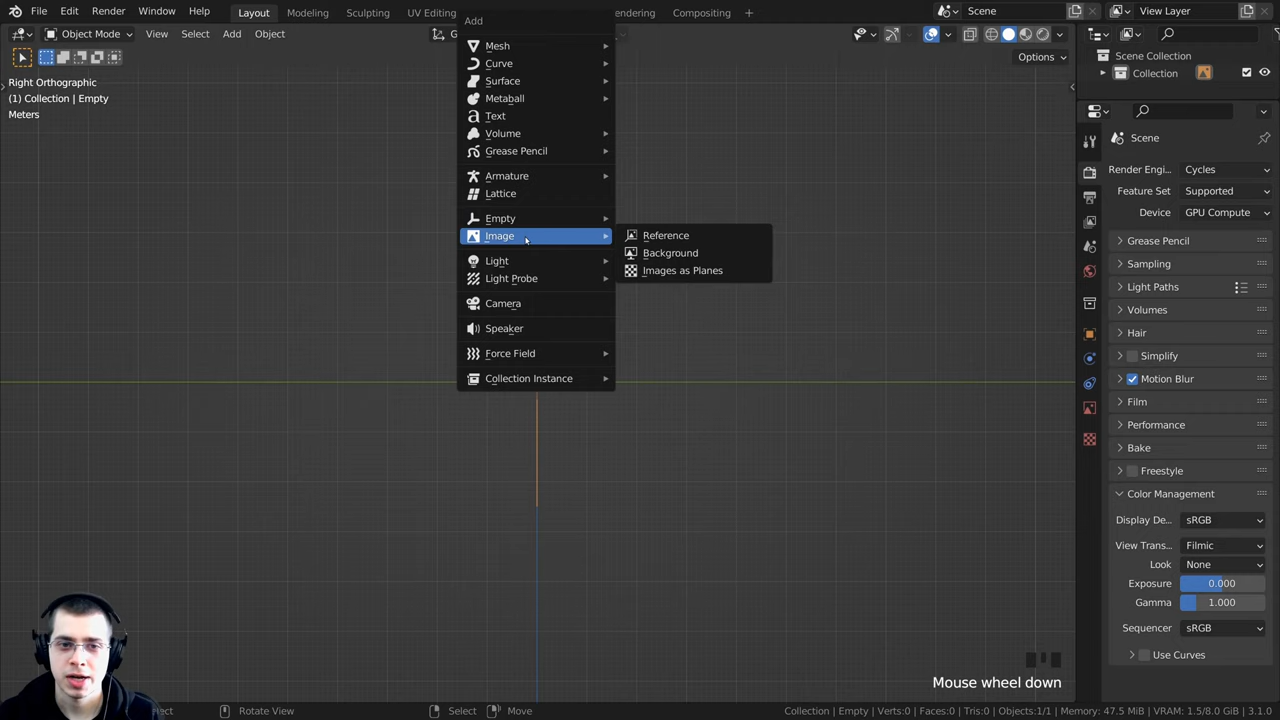 File Edit Render Window Help Layout Modeling Sculpting UV Editing endering Compositing Scene View Layer
Object Mode View Select Add Object
Options
Right Orthographic
(1) Collection | Empty
Meters
Add
Mesh
Curve
Surface
Metaball
Text
Volume
Grease Pencil
Armature
Lattice
Empty
Image
Light
Light Probe
Camera
Speaker
Force Field
Collection Instance
Reference
Background
Images as Planes
Scene Collection
Collection
Scene
Render Engi... Cycles
Feature Set Supported
Device GPU Compute
Grease Pencil
Sampling
Light Paths
Volumes
Hair
Simplify
Motion Blur
Film
Performance
Bake
Freestyle
Color Management
Display De... sRGB
View Trans... Filmic
Look None
Exposure 0.000
Gamma 1.000
Sequencer sRGB
Use Curves
Mouse wheel down
ect Rotate View Select Move Collection | Empty | Verts:0 | Faces:0 | Tris:0 | Objects:1/1 | Memory: 47.5 MiB | VRAM: 1.5/8.0 GiB | 3.1.0